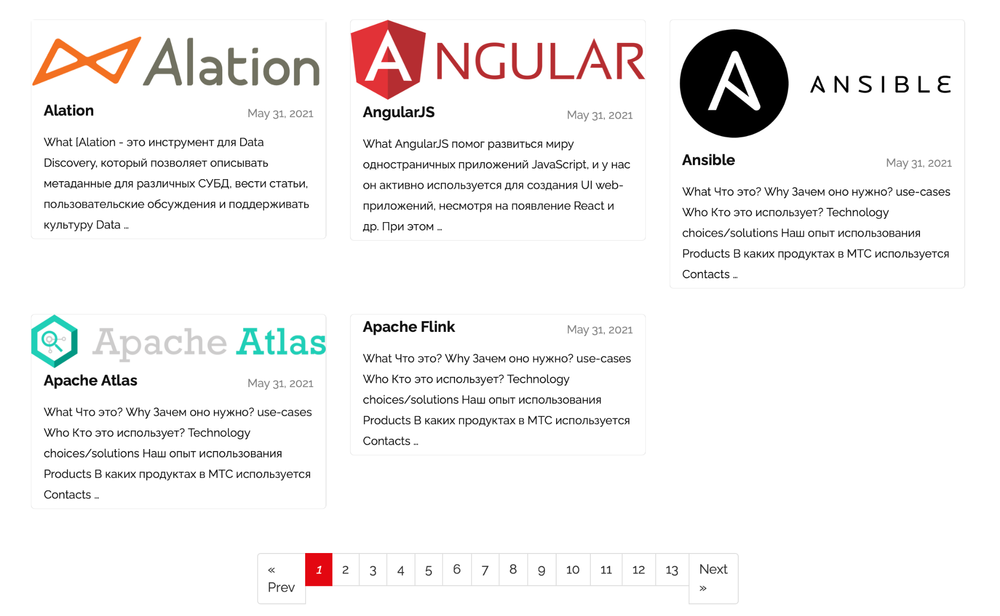 Alation
Alation
May 31, 2021
What [Alation - это инструмент для Data
Discovery, который позволяет описывать
метаданные для различных СУБД, вести статьи,
пользовательские обсуждения и поддерживать
культуру Data …
ANGULAR
AngularJS
May 31, 2021
What AngularJS помог развиться миру
одностраничных приложений JavaScript, и у нас
он активно используется для создания UI web-
приложений, несмотря на появление React и
др. При этом …
ANSIBLE
Ansible
May 31, 2021
What Что это? Why Зачем оно нужно? use-cases
Who Кто это использует? Technology
choices/solutions Наш опыт использования
Products В каких продуктах в МТС используется
Contacts …
Apache Atlas
Apache Atlas
May 31, 2021
What Что это? Why Зачем оно нужно? use-cases
Who Кто это использует? Technology
choices/solutions Наш опыт использования
Products В каких продуктах в МТС используется
Contacts …
Apache Flink
May 31, 2021
What Что это? Why Зачем оно нужно? use-cases
Who Кто это использует? Technology
choices/solutions Наш опыт использования
Products В каких продуктах в МТС используется
Contacts …
« Prev 1 2 3 4 5 6 7 8 9 10 11 12 13 Next »